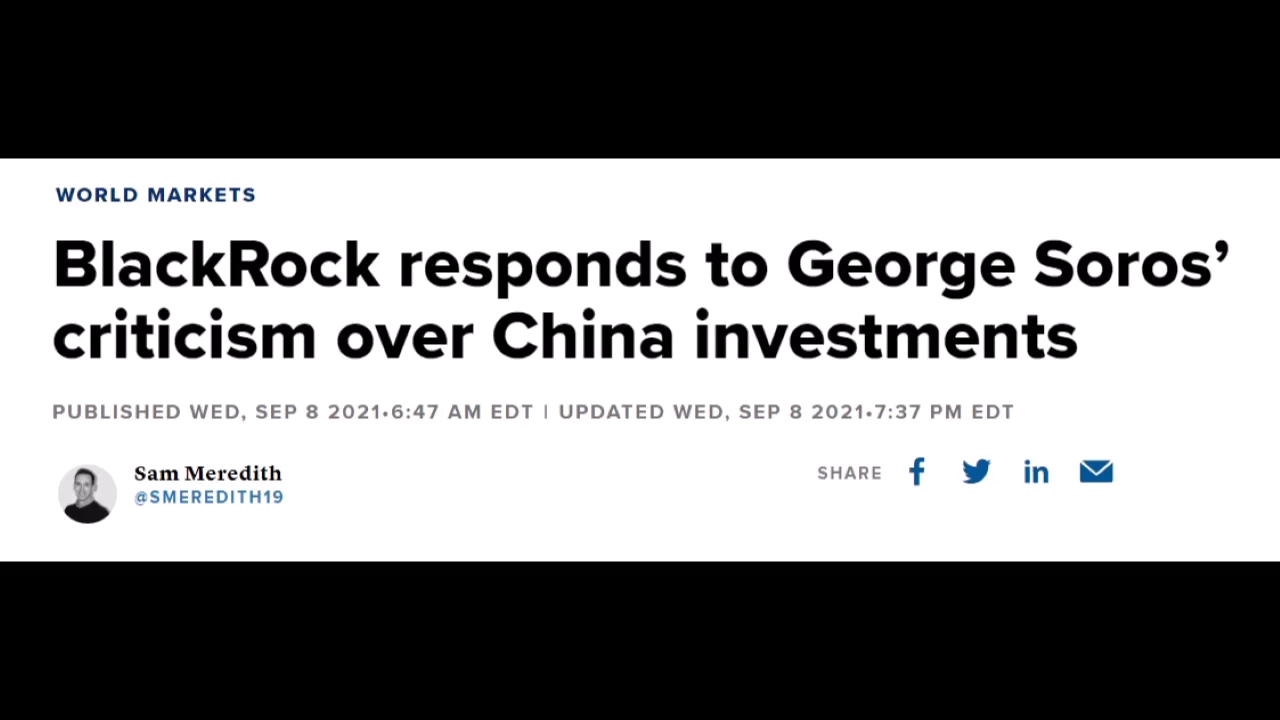 WORLD MARKETS
BlackRock responds to George Soros’
criticism over China investments
PUBLISHED WED, SEP 8 2021•6:47 AM EDT | UPDATED WED, SEP 8 2021•7:37 PM EDT
Sam Meredith
@SMEREDITH19
SHARE